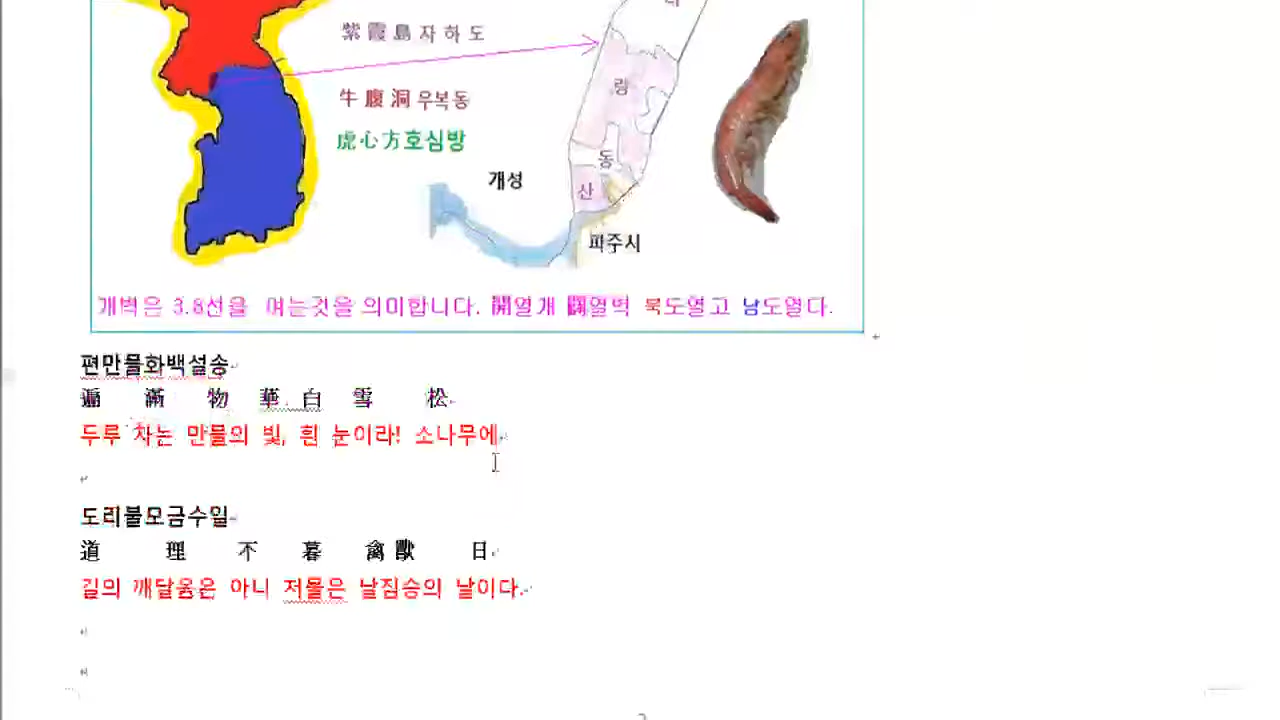 紫霞島자하도
랑
牛腹洞우복동
虎心方호심방
동
개성
산
파주시
개벽은 3.8선을 여는것을 의미합니다. 開열개 闢열벽 북도열고 남도열다.
편만물화백설송
遍 滿 物 華 白 雪 松
두루 차는 만물의 빛, 흰 눈이라! 소나무에
도리불모금수일
道 理 不 暮 禽 獸 日
길의 깨달움은 아니 저물은 날짐승의 날이다.